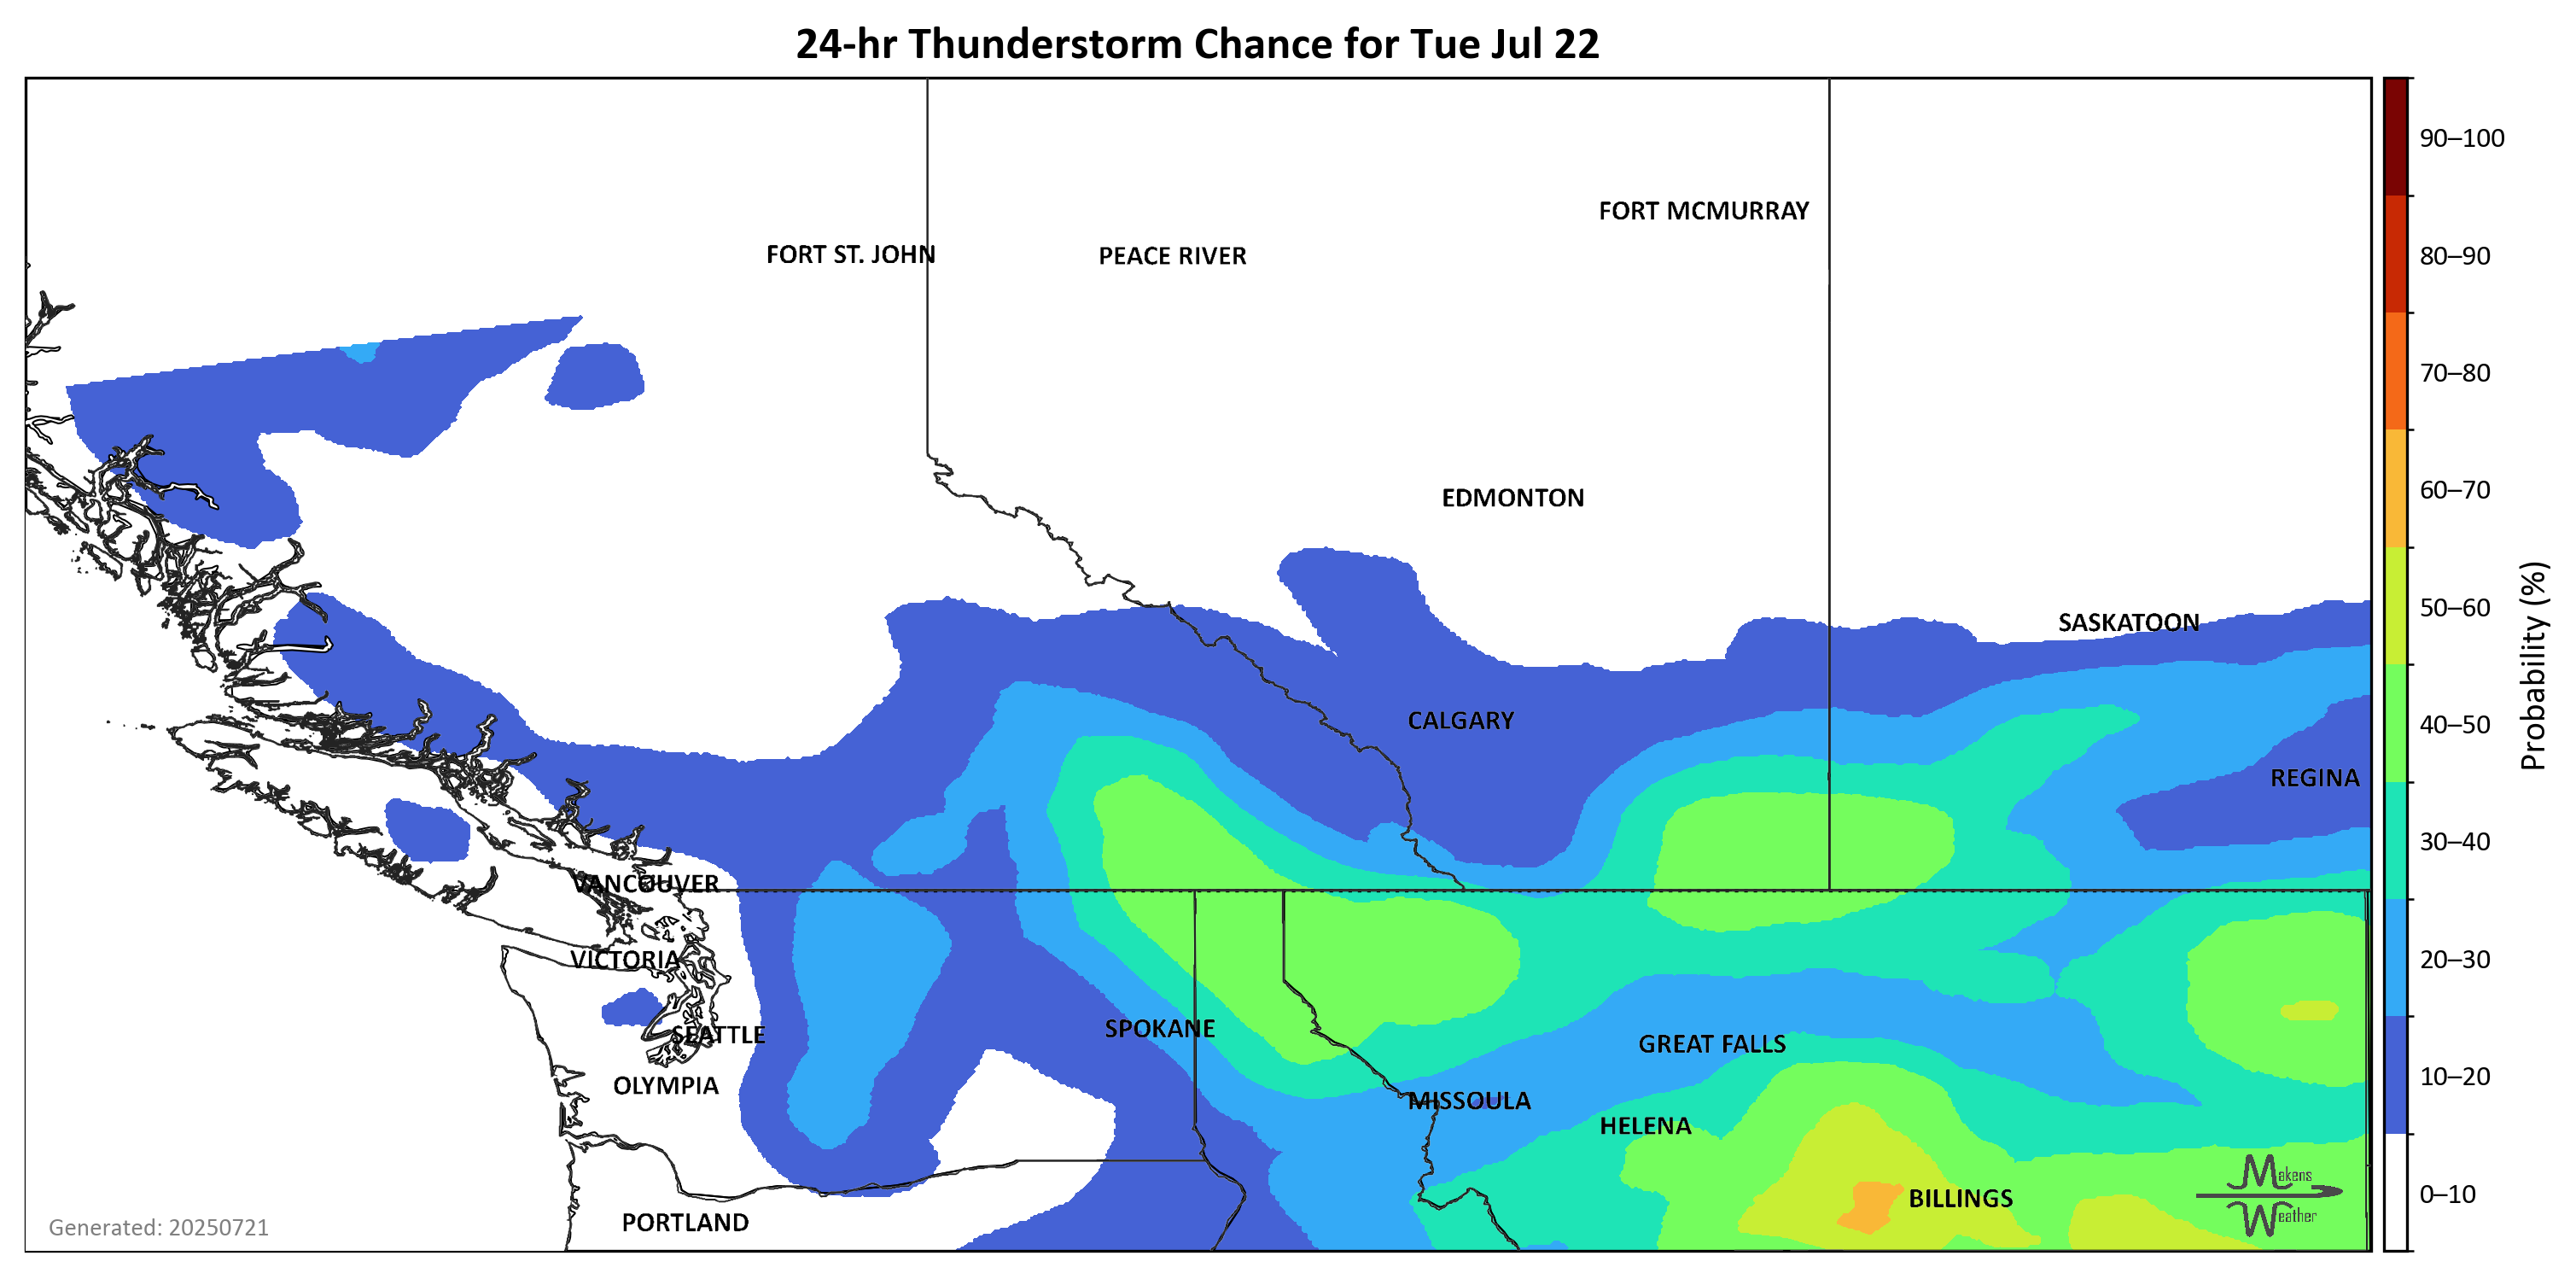 24-hr Thunderstorm Chance for Tue Jul 22
90–100
FORT MCMURRAY
FORT ST. JOHN
PEACE RIVER
80–90
70–80
EDMONTON
60–70
SASKATOON
50–60
CALGARY
40–50
Probability (%)
REGINA
30–40
VANCOUVER
VICTORIA
20–30
SPOKANE
SEATTLE
GREAT FALLS
OLYMPIA
10–20
MISSOULA
HELENA
Makens
Weather
BILLINGS
0–10
PORTLAND
Generated: 20250721